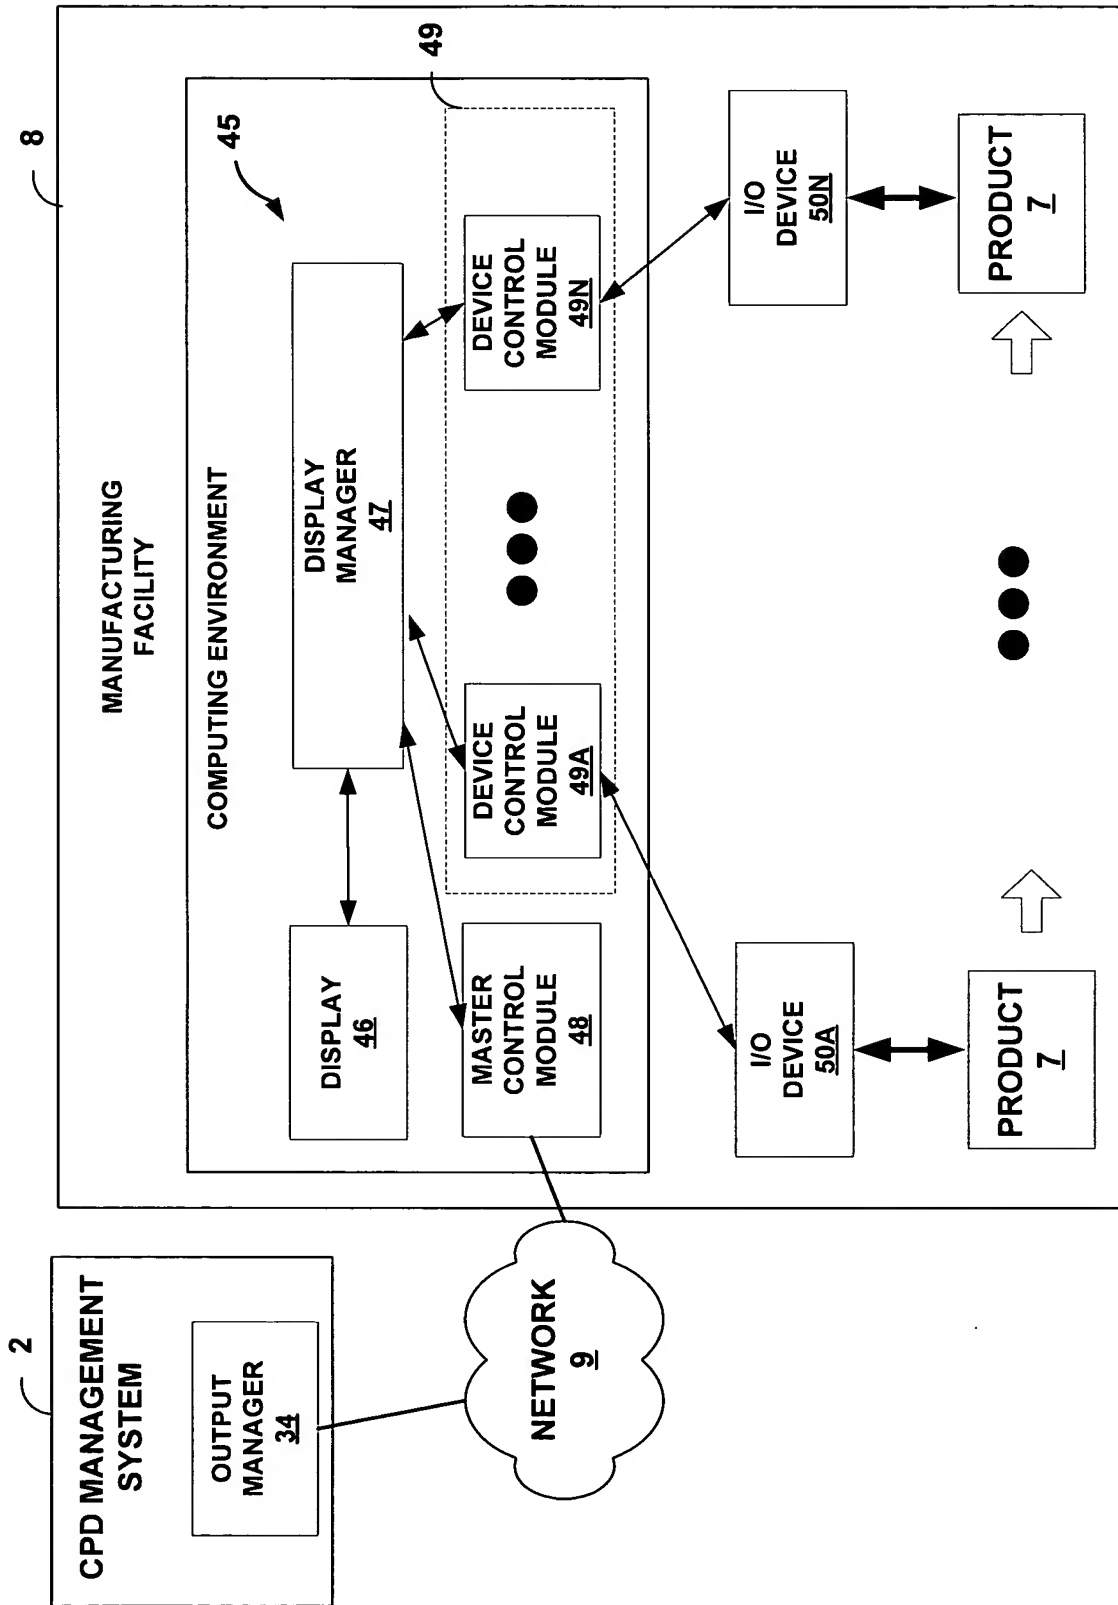 2
CPD MANAGEMENT
SYSTEM
OUTPUT
MANAGER
34
NETWORK
9
8
MANUFACTURING
FACILITY
COMPUTING ENVIRONMENT
45
DISPLAY
46
DISPLAY
MANAGER
47
49
MASTER
CONTROL
MODULE
48
DEVICE
CONTROL
MODULE
49A
DEVICE
CONTROL
MODULE
49N
I/O
DEVICE
50A
I/O
DEVICE
50N
PRODUCT
7
PRODUCT
7